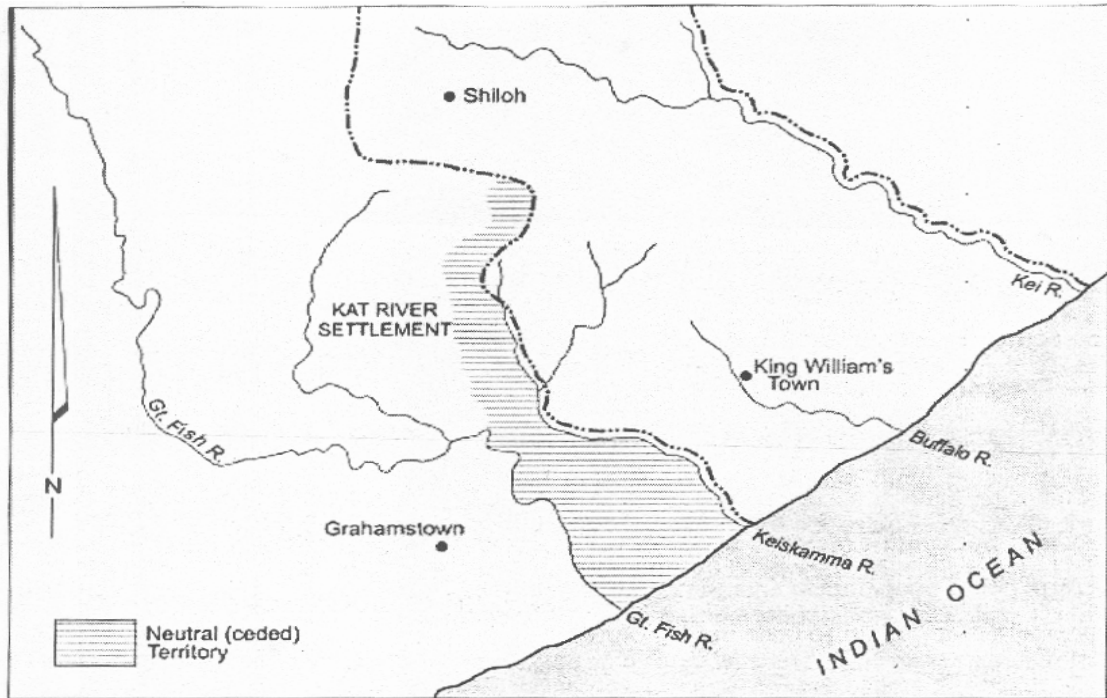 Shiloh
Kei R.
KAT RIVER
SETTLEMENT
King William's
Town
Gt. Fish R.
Buffalo R.
N
Grahamstown
Keiskamma R.
Gt. Fish R.
INDIAN OCEAN
Neutral (ceded)
Territory